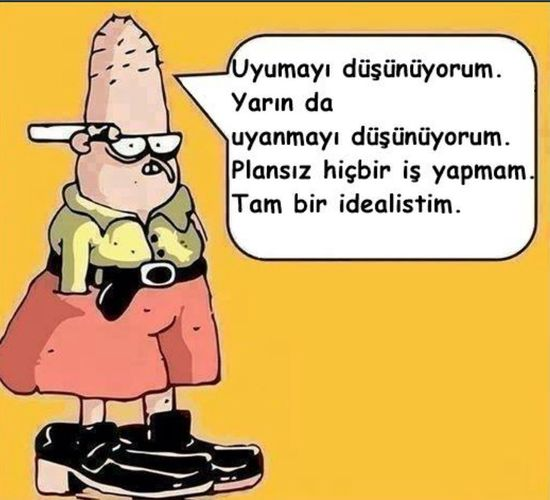 Uyumayı düşünüyorum.
Yarın da
uyanmayı düşünüyorum.
Plansız hiçbir iş yapmam.
Tam bir idealistim.